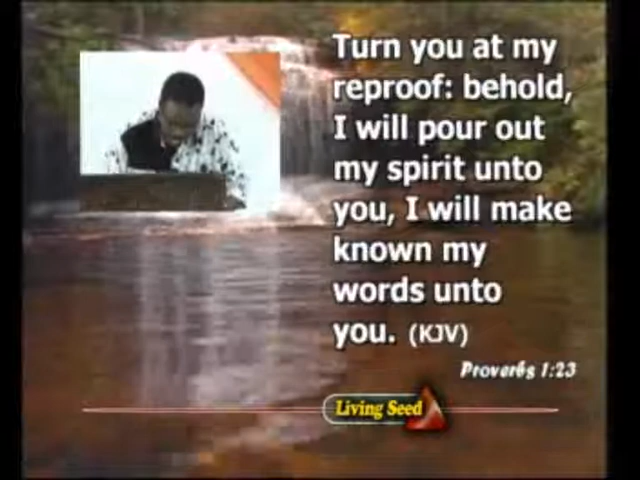 Turn you at my
reproof: behold,
I will pour out
my spirit unto
you, I will make
known my
words unto
you. (KJV)
Proverbs 1:23
Living Seed